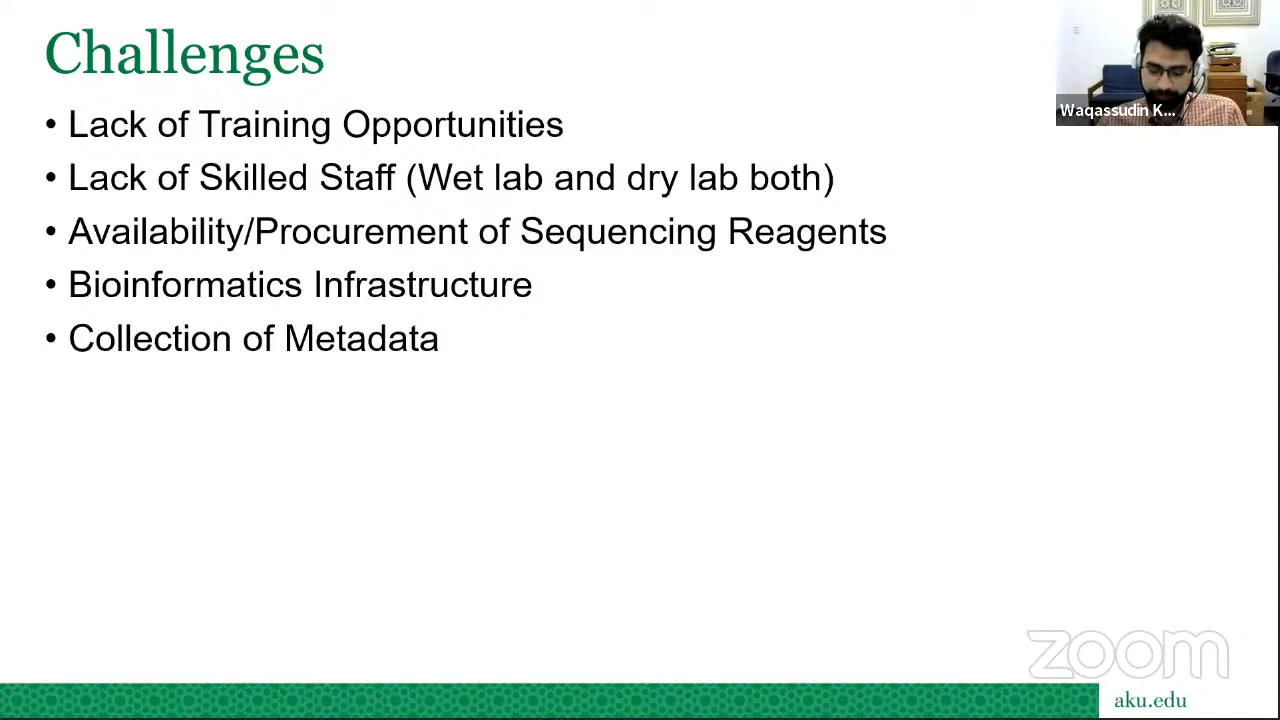 Challenges
• Lack of Training Opportunities
• Lack of Skilled Staff (Wet lab and dry lab both)
• Availability/Procurement of Sequencing Reagents
• Bioinformatics Infrastructure
• Collection of Metadata
Waqassudin K...
zoom
aku.edu